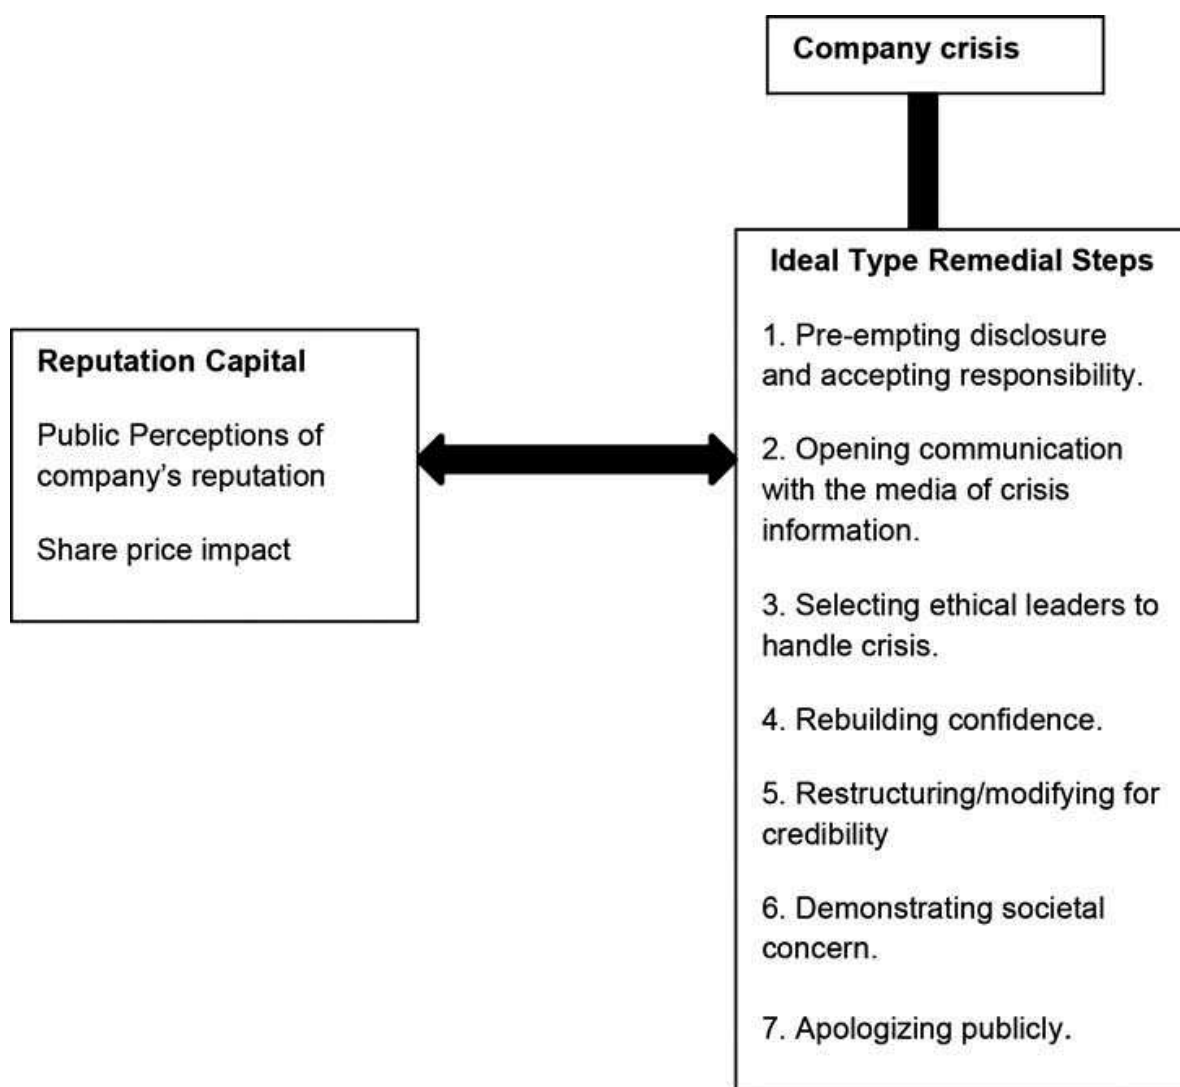 Company crisis
Ideal Type Remedial Steps
1. Pre-empting disclosure
and accepting responsibility.
2. Opening communication
with the media of crisis
information.
3. Selecting ethical leaders to
handle crisis.
4. Rebuilding confidence.
5. Restructuring/modifying for
credibility
6. Demonstrating societal
concern.
7. Apologizing publicly.
Reputation Capital
Public Perceptions of
company’s reputation
Share price impact